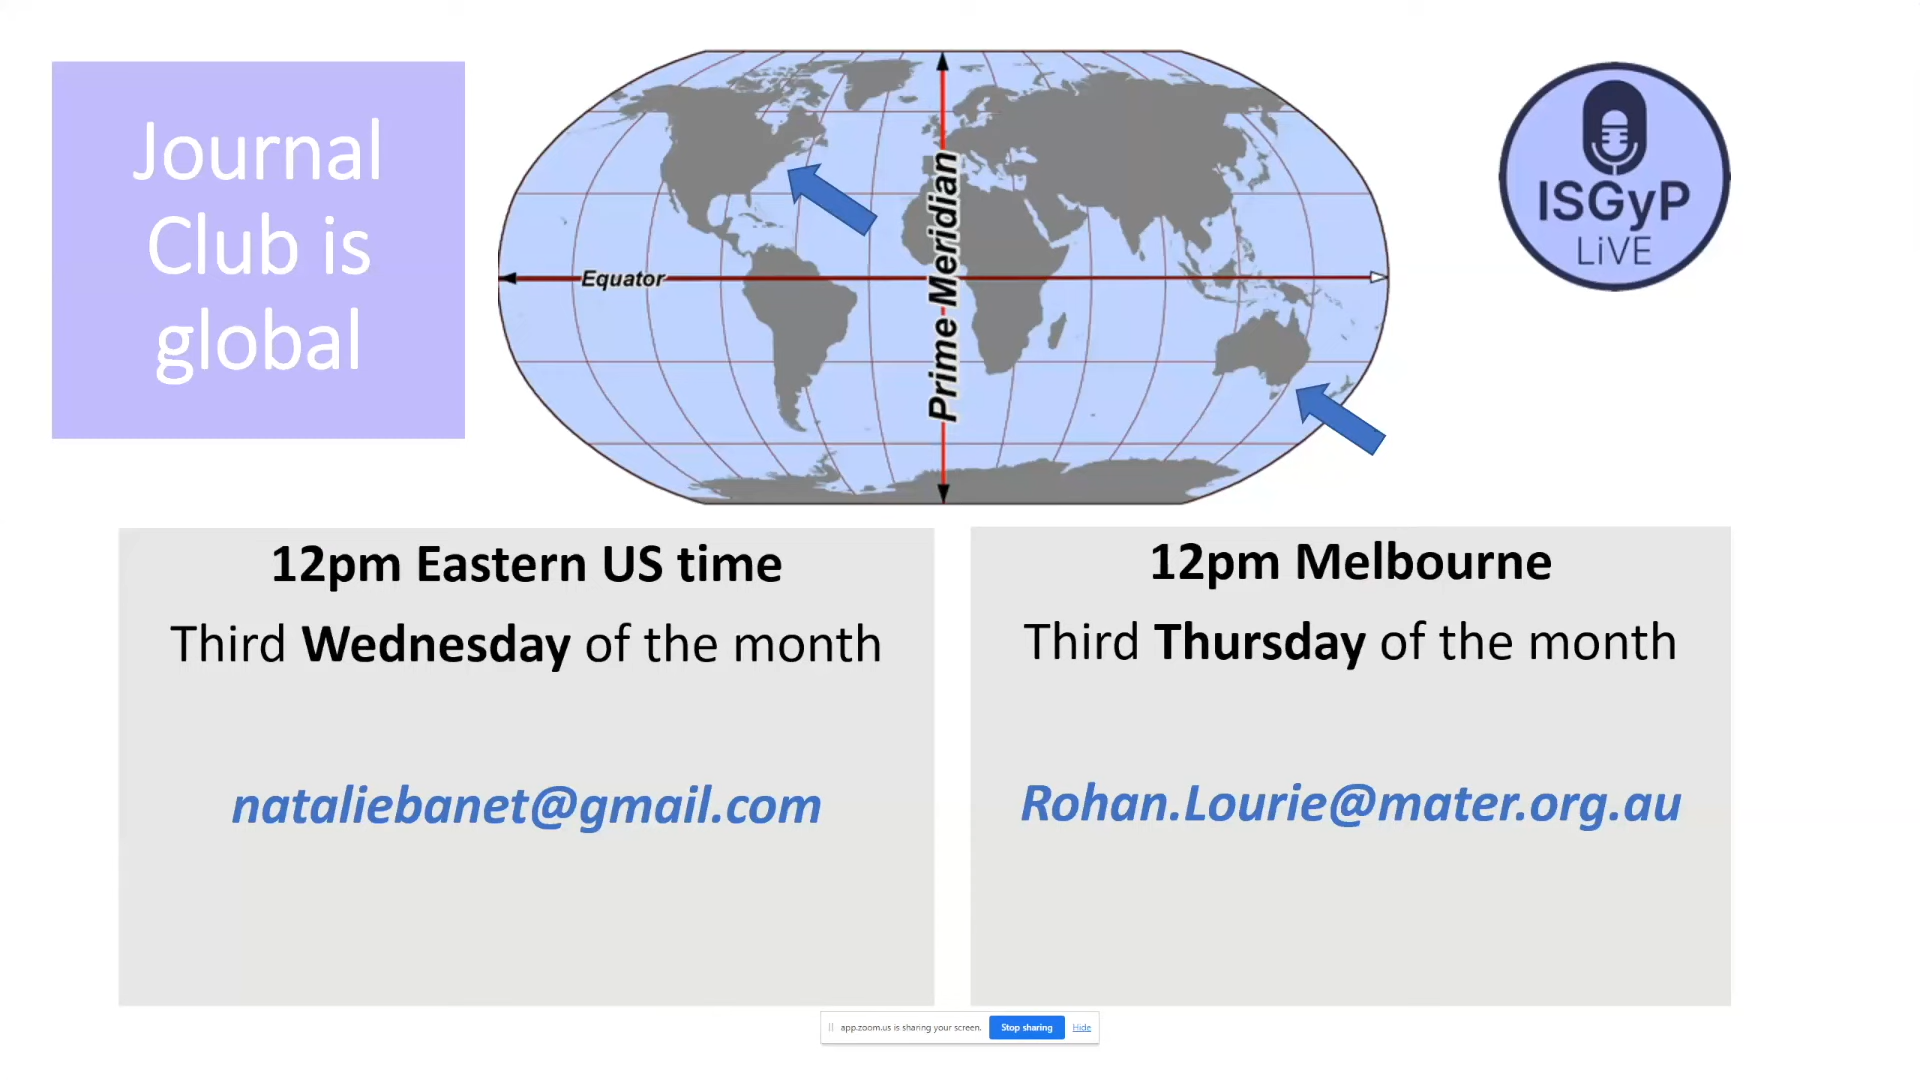 Journal
Club is
global
Equator
Prime Meridian
ISGyP
LiVE
12pm Eastern US time
Third Wednesday of the month
nataliebanet@gmail.com
12pm Melbourne
Third Thursday of the month
Rohan.Lourie@mater.org.au
app.zoom.us is sharing your screen.
Stop sharing
Hide